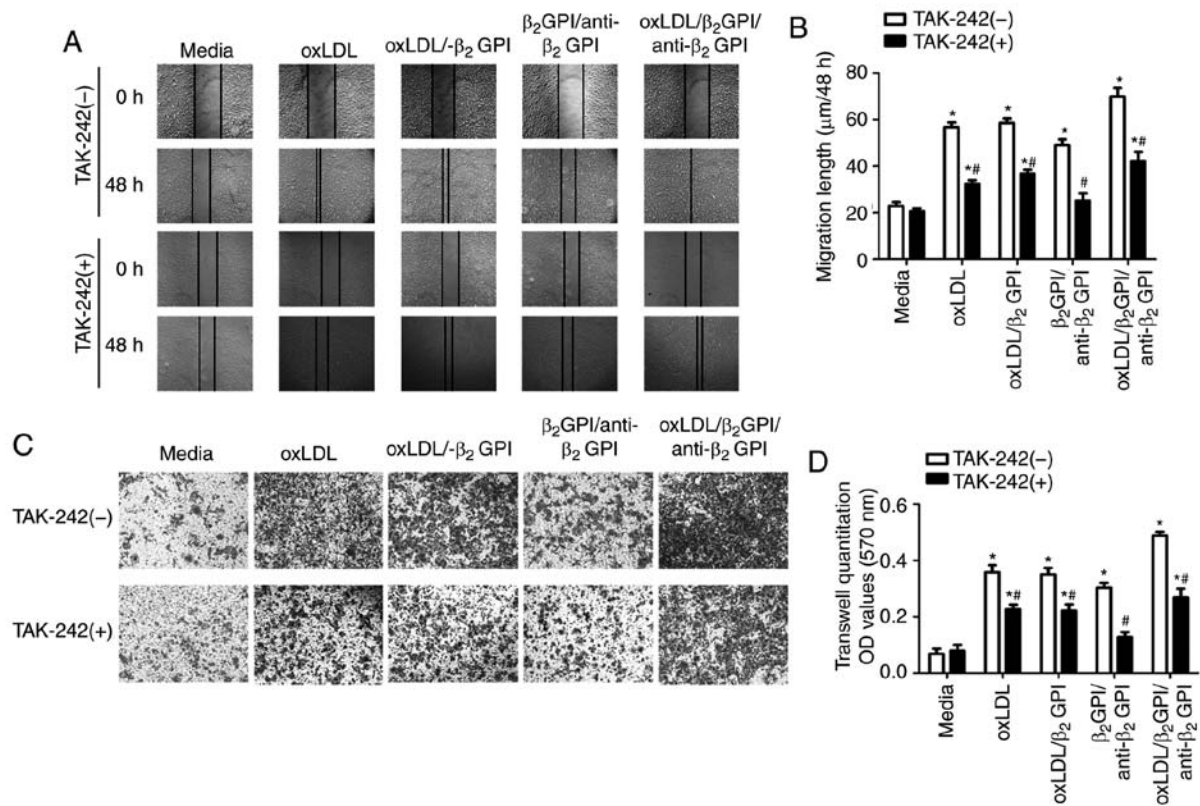 A
Media
oxLDL
oxLDL/-β₂ GPI
β₂GPI/anti-
β₂ GPI
oxLDL/β₂GPI/
anti-β₂ GPI
TAK-242(−)
0 h
48 h
TAK-242(+)
0 h
48 h
B
TAK-242(−)
TAK-242(+)
Migration length (μm/48 h)
80
60
40
20
0
*
*#
*
*#
*
#
*
*#
Media
oxLDL
oxLDL/β₂ GPI
β₂GPI/
anti-β₂ GPI
oxLDL/β₂GPI/
anti-β₂ GPI
C
Media
oxLDL
oxLDL/-β₂ GPI
β₂GPI/anti-
β₂ GPI
oxLDL/β₂GPI/
anti-β₂ GPI
TAK-242(−)
TAK-242(+)
D
TAK-242(−)
TAK-242(+)
Transwell quantitation
OD values (570 nm)
0.6
0.4
0.2
0.0
*
*#
*
*#
*
#
*
*#
Media
oxLDL
oxLDL/β₂ GPI
β₂GPI/
anti-β₂ GPI
oxLDL/β₂GPI/
anti-β₂ GPI